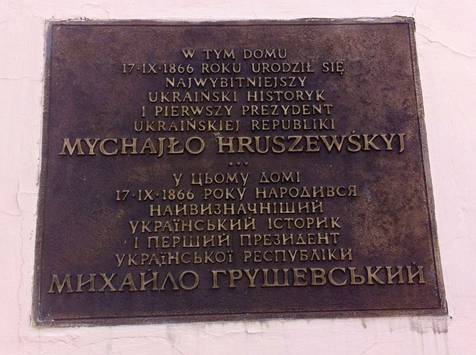 W TYM DOMU
17·IX·1866 ROKU URODZIŁ SIĘ
NAJWYBITNIEJSZY
UKRAIŃSKI HISTORYK
I PIERWSZY PREZYDENT
UKRAIŃSKIEJ REPUBLIKI
MYCHAJŁO HRUSZEWŚKYJ
• • •
У ЦЬОМУ ДОМІ
17·IX·1866 РОКУ НАРОДИВСЯ
НАЙВИЗНАЧНІШИЙ
УКРАЇНСЬКИЙ ІСТОРИК
І ПЕРШИЙ ПРЕЗИДЕНТ
УКРАЇНСЬКОЇ РЕСПУБЛІКИ
МИХАЙЛО ГРУШЕВСЬКИЙ